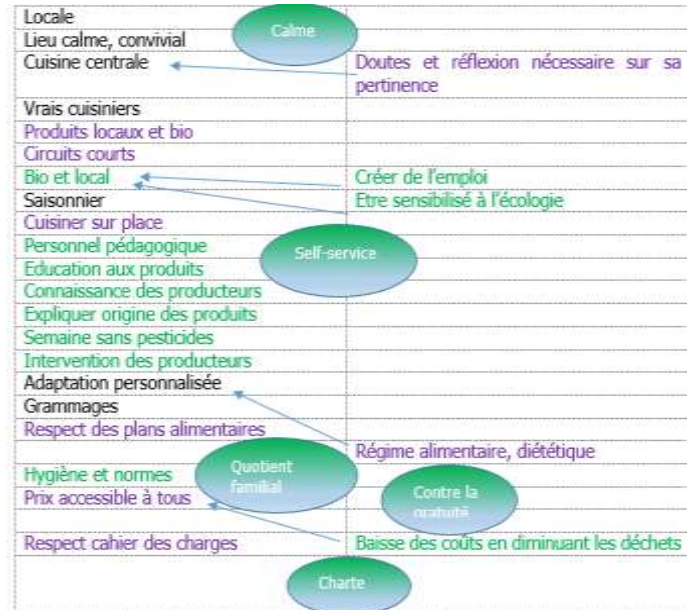 Locale
Calme
Lieu calme, convivial
Cuisine centrale
Doutes et réflexion nécessaire sur sa
pertinence
Vrais cuisiniers
Produits locaux et bio
Circuits courts
Bio et local
Créer de l'emploi
Saisonnier
Etre sensibilisé à l'écologie
Cuisiner sur place
Personnel pédagogique
Self-service
Education aux produits
Connaissance des producteurs
Expliquer origine des produits
Semaine sans pesticides
Intervention des producteurs
Adaptation personnalisée
Grammages
Respect des plans alimentaires
Régime alimentaire, diététique
Hygiène et normes
Quotient
familial
Prix accessible à tous
Contre la
gratuité
Respect cahier des charges
Baisse des coûts en diminuant les déchets
Charte